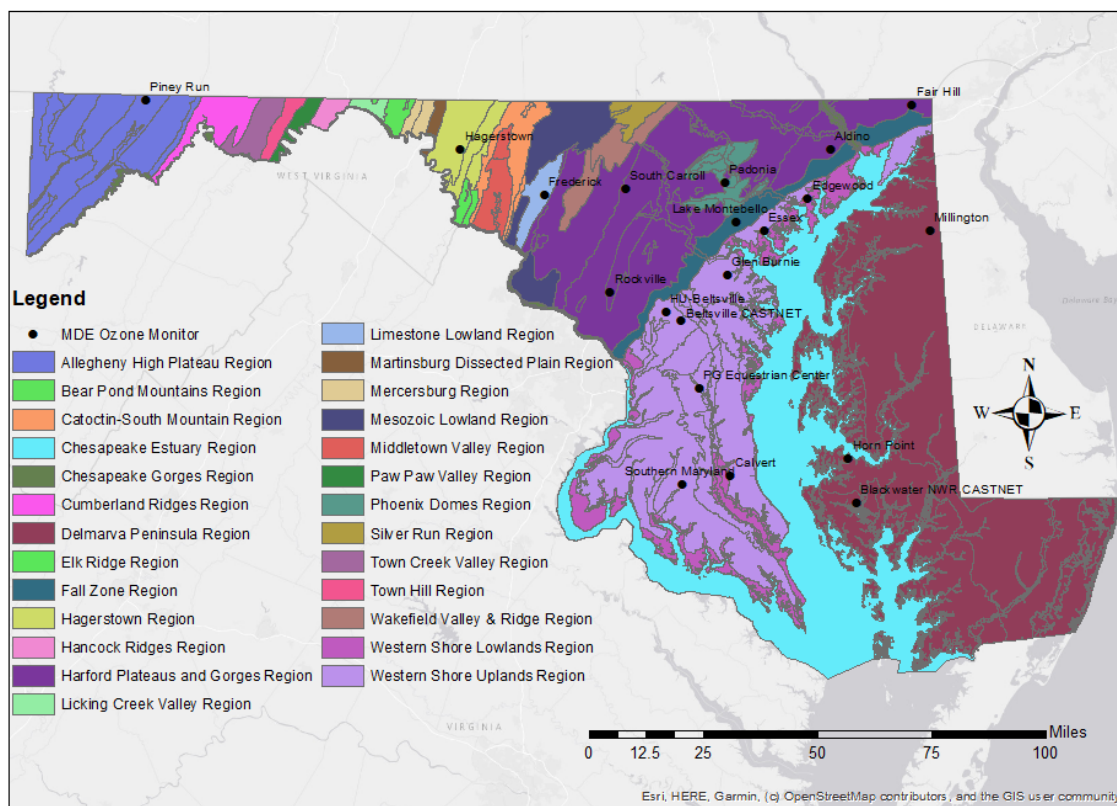 Piney Run
Fair Hill
Hagerstown
Aldino
WEST VIRGINIA
Frederick
South Carroll
Padonia
Edgewood
Lake Montebello
Essex
Millington
Glen Burnie
Rockville
HU-Beltsville
Beltsville CASTNET
Delaware Bay
DELAWARE
PG Equestrian Center
N
W
E
S
Horn Point
Southern Maryland
Calvert
Blackwater NWR CASTNET
Legend
MDE Ozone Monitor
Allegheny High Plateau Region
Bear Pond Mountains Region
Catoctin-South Mountain Region
Chesapeake Estuary Region
Chesapeake Gorges Region
Cumberland Ridges Region
Delmarva Peninsula Region
Elk Ridge Region
Fall Zone Region
Hagerstown Region
Hancock Ridges Region
Harford Plateaus and Gorges Region
Licking Creek Valley Region
Limestone Lowland Region
Martinsburg Dissected Plain Region
Mercersburg Region
Mesozoic Lowland Region
Middletown Valley Region
Paw Paw Valley Region
Phoenix Domes Region
Silver Run Region
Town Creek Valley Region
Town Hill Region
Wakefield Valley & Ridge Region
Western Shore Lowlands Region
Western Shore Uplands Region
VIRGINIA
Miles
0 12.5 25 50 75 100
Esri, HERE, Garmin, (c) OpenStreetMap contributors, and the GIS user community